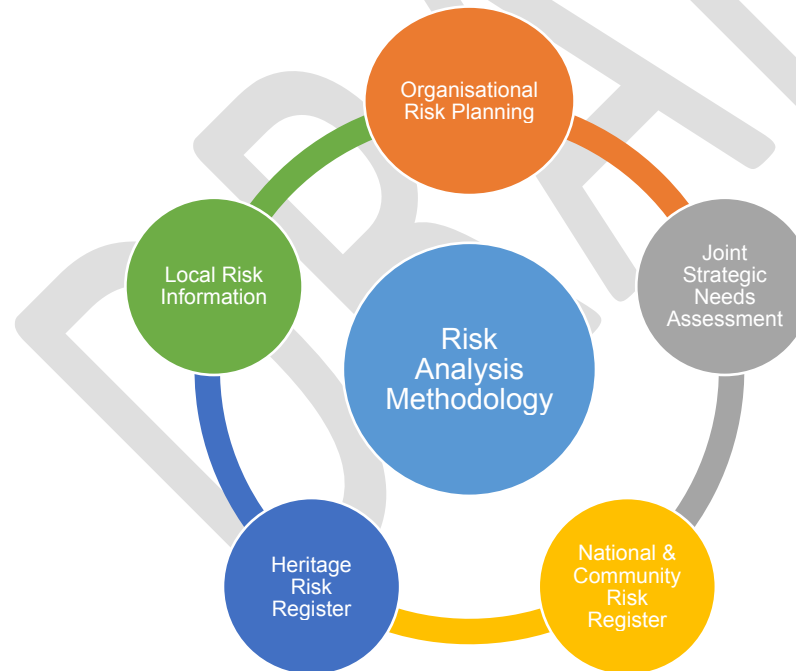 Organisational
Risk Planning
Joint
Strategic
Needs
Assessment
National &
Community
Risk
Register
Heritage
Risk
Register
Local Risk
Information
Risk
Analysis
Methodology